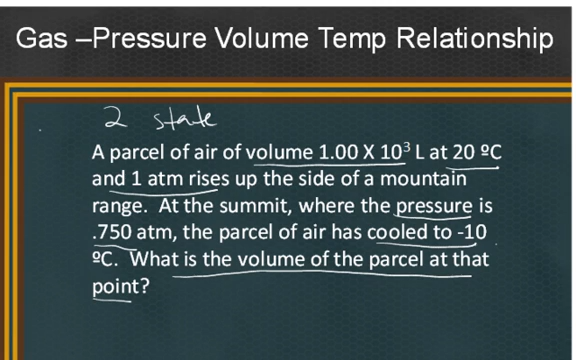 Gas –Pressure Volume Temp Relationship
2 state
A parcel of air of volume 1.00 X 10³ L at 20 ºC
and 1 atm rises up the side of a mountain
range. At the summit, where the pressure is
.750 atm, the parcel of air has cooled to -10
ºC. What is the volume of the parcel at that
point?